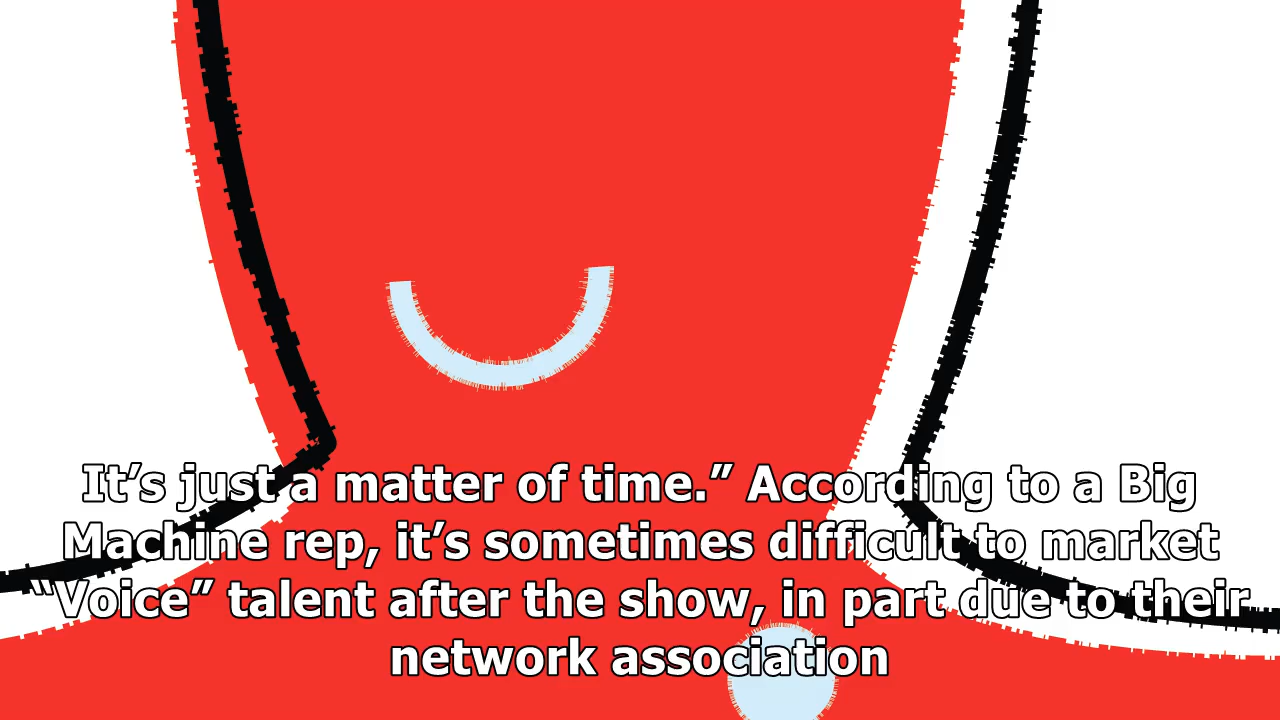 It’s just a matter of time.” According to a Big
Machine rep, it’s sometimes difficult to market
“Voice” talent after the show, in part due to their
network association